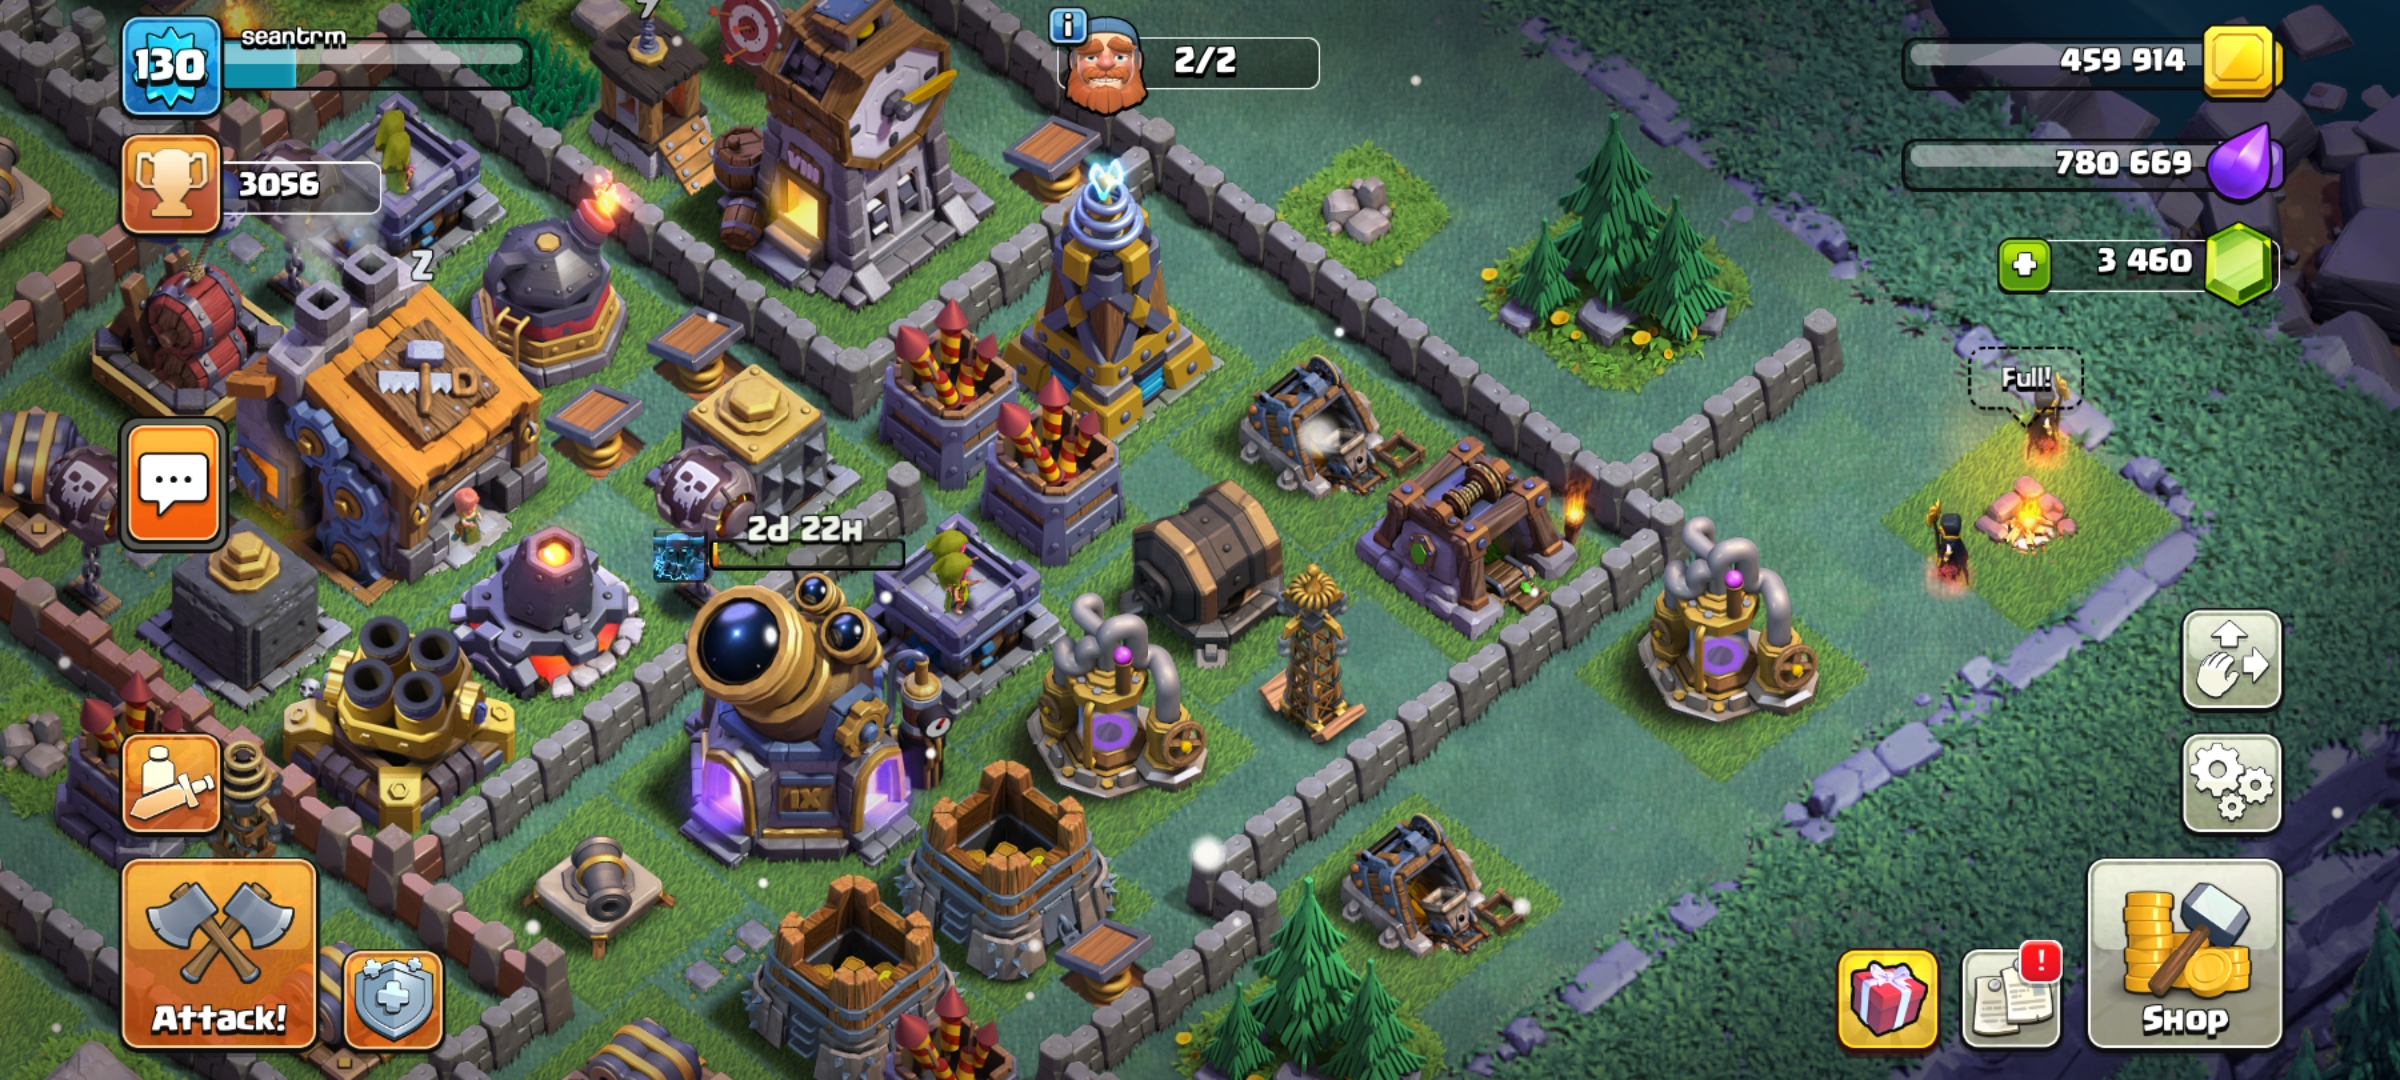 130
seantrm
i
2/2
459 914
3056
780 669
VIII
3 460
Z
Full!
2d 22H
IX
!
Attack!
Shop